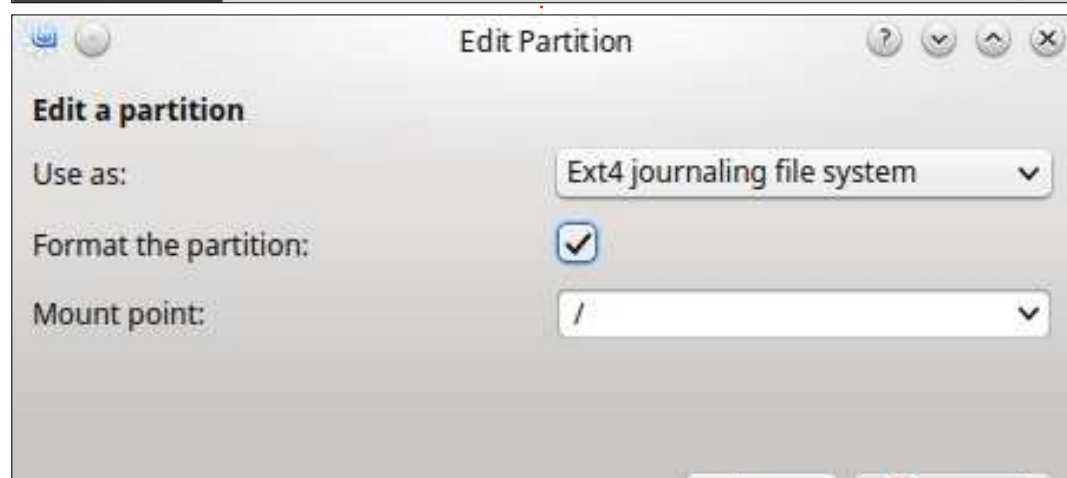 Edit Partition
Edit a partition
Use as: Ext4 journaling file system
Format the partition:
Mount point: /